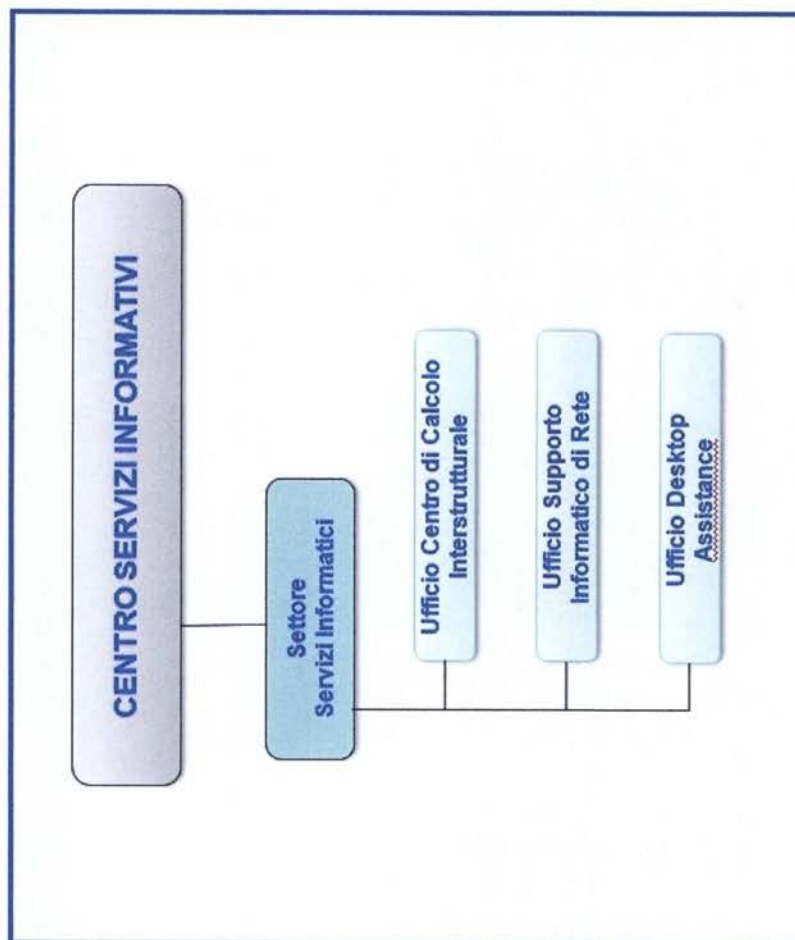 CENTRO SERVIZI INFORMATIVI
Settore
Servizi Informatici
Ufficio Centro di Calcolo
Interstrutturale
Ufficio Supporto
Informatico di Rete
Ufficio Desktop
Assistance